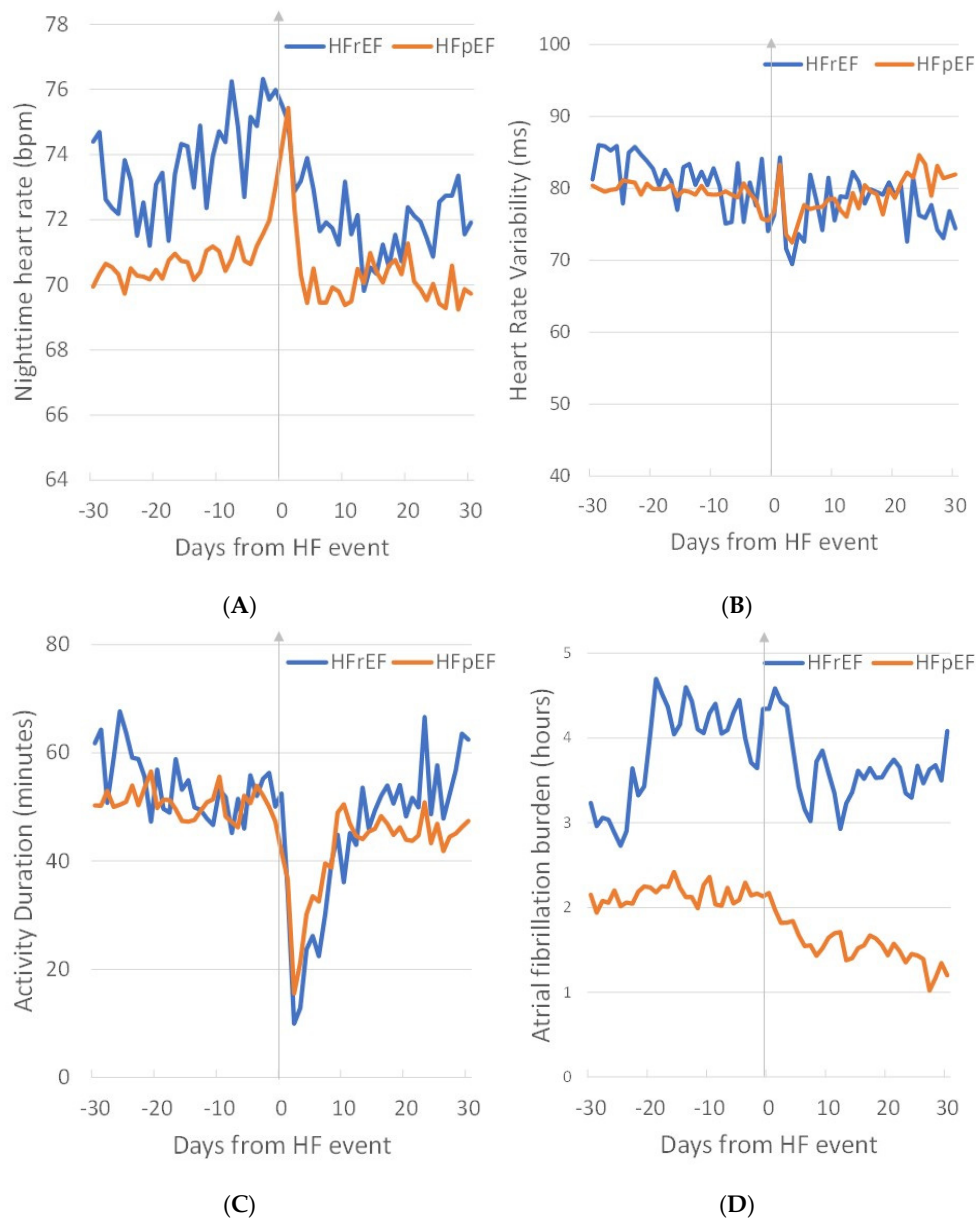 78
HFrEF HFpEF
76
74
72
70
68
66
64
Nighttime heart rate (bpm)
-30 -20 -10 0 10 20 30
Days from HF event
(A)
100
HFrEF HFpEF
90
80
70
60
50
40
Heart Rate Variability (ms)
-30 -20 -10 0 10 20 30
Days from HF event
(B)
80
HFrEF HFpEF
60
40
20
0
Activity Duration (minutes)
-30 -20 -10 0 10 20 30
Days from HF event
(C)
5
HFrEF HFpEF
4
3
2
1
0
Atrial fibrillation burden (hours)
-30 -20 -10 0 10 20 30
Days from HF event
(D)